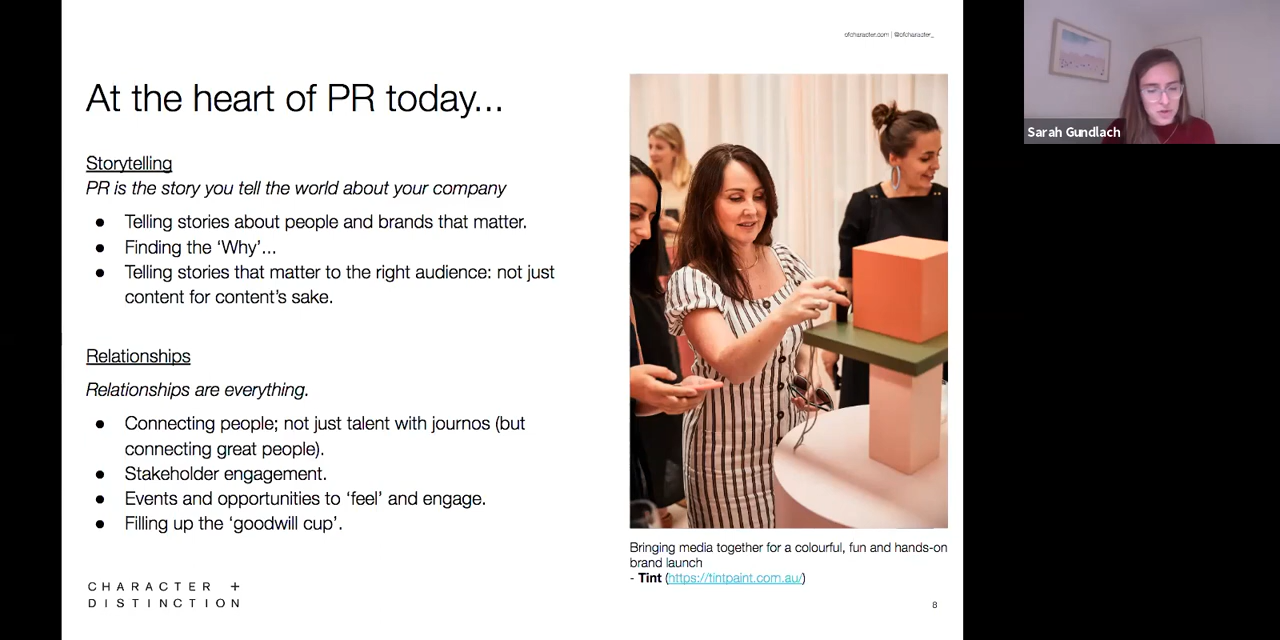 ofcharacter.com | @ofcharacter_
At the heart of PR today...
Storytelling
PR is the story you tell the world about your company
● Telling stories about people and brands that matter.
● Finding the ‘Why’...
● Telling stories that matter to the right audience: not just
content for content’s sake.
Relationships
Relationships are everything.
● Connecting people; not just talent with journos (but
connecting great people).
● Stakeholder engagement.
● Events and opportunities to ‘feel’ and engage.
● Filling up the ‘goodwill cup’.
CHARACTER +
DISTINCTION
Bringing media together for a colourful, fun and hands-on
brand launch
- Tint (https://tintpaint.com.au/)
8
Sarah Gundlach